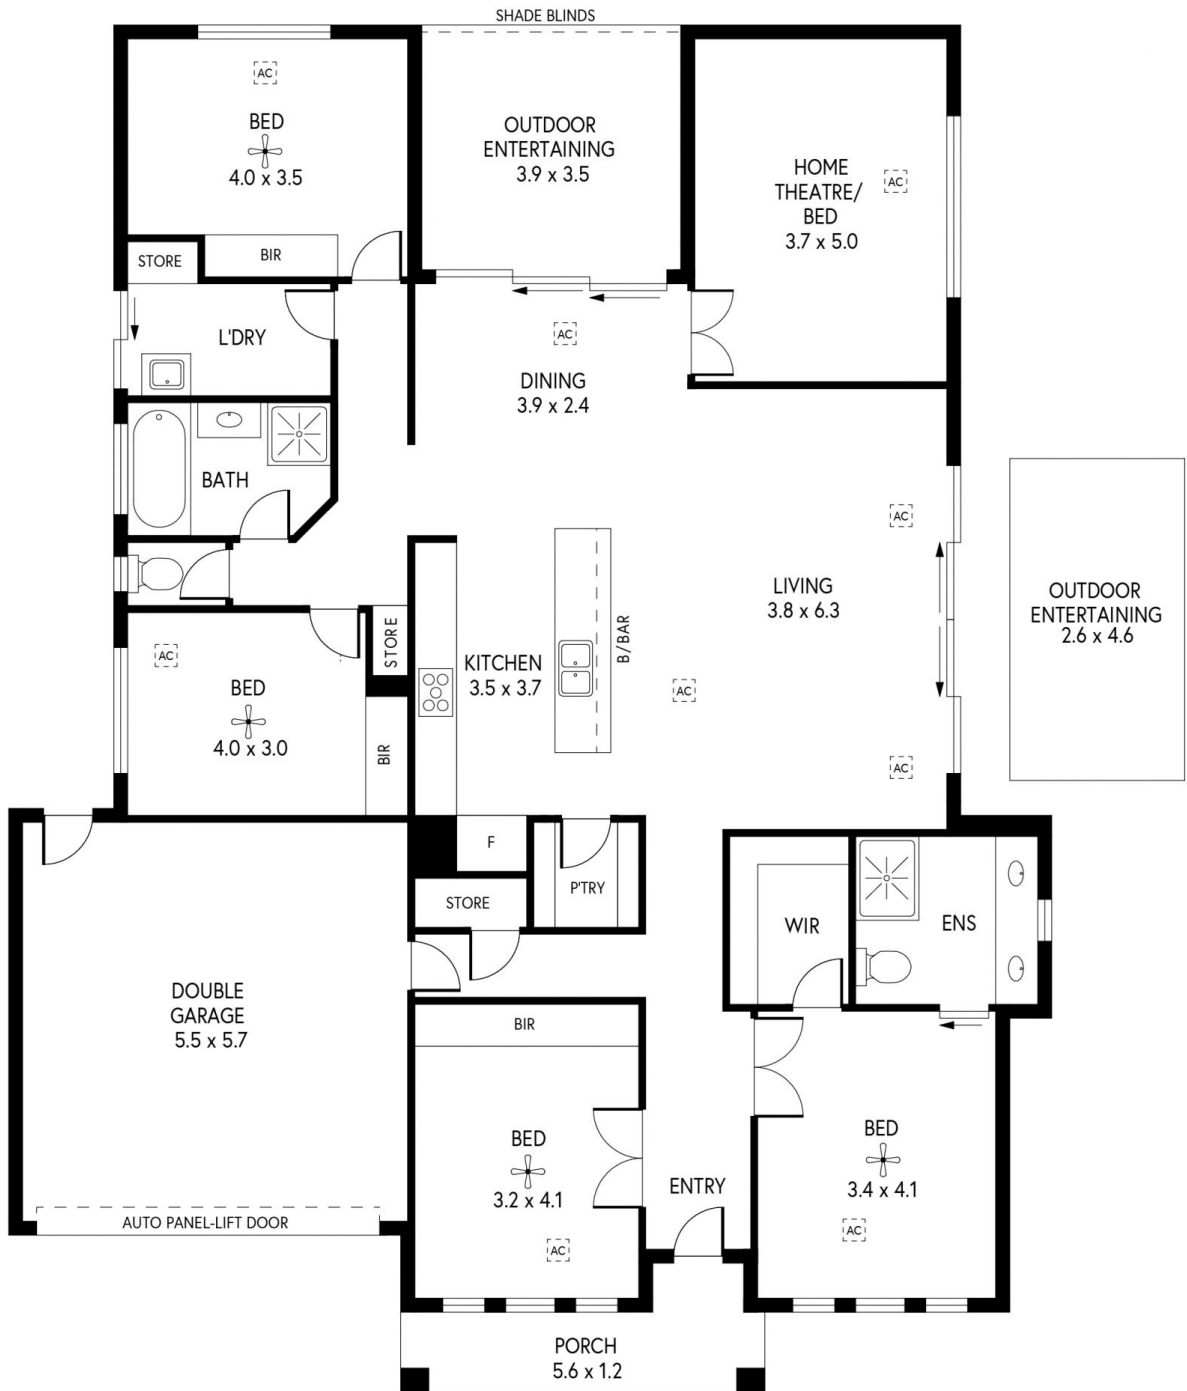 SHADE BLINDS
AC
BED
4.0 x 3.5
OUTDOOR
ENTERTAINING
3.9 x 3.5
HOME
THEATRE/
BED
3.7 x 5.0
AC
STORE
BIR
L'DRY
AC
DINING
3.9 x 2.4
BATH
AC
LIVING
3.8 x 6.3
OUTDOOR
ENTERTAINING
2.6 x 4.6
STORE
B/BAR
AC
BED
4.0 x 3.0
BIR
KITCHEN
3.5 x 3.7
AC
AC
F
P'TRY
STORE
WIR
ENS
DOUBLE
GARAGE
5.5 x 5.7
AUTO PANEL-LIFT DOOR
BIR
BED
3.2 x 4.1
AC
ENTRY
BED
3.4 x 4.1
AC
PORCH
5.6 x 1.2